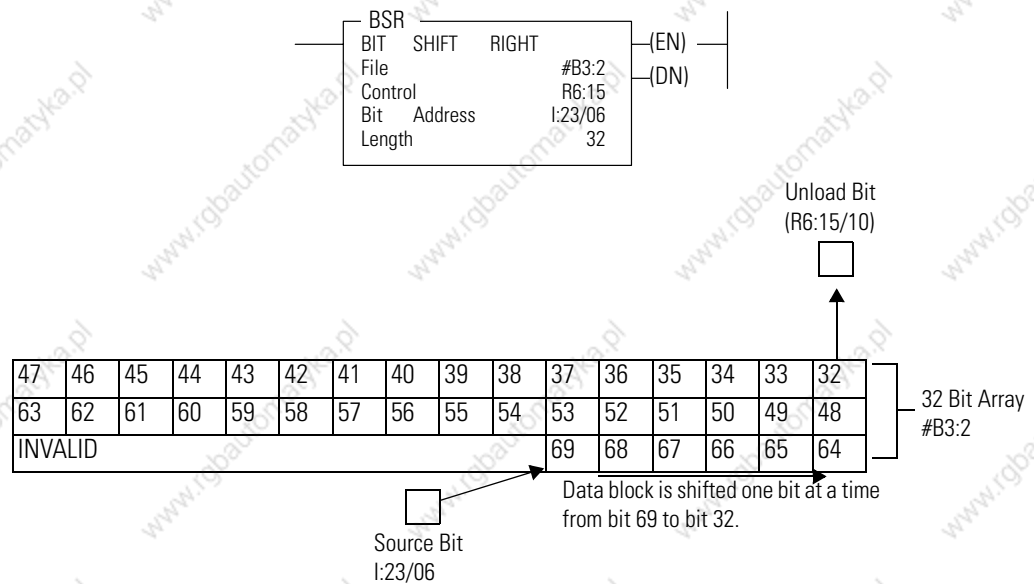 BSR
BIT SHIFT RIGHT
File #B3:2
Control R6:15
Bit Address I:23/06
Length 32
(EN)
(DN)
Unload Bit
(R6:15/10)
47 46 45 44 43 42 41 40 39 38 37 36 35 34 33 32
63 62 61 60 59 58 57 56 55 54 53 52 51 50 49 48
INVALID 69 68 67 66 65 64
32 Bit Array
#B3:2
Data block is shifted one bit at a time
from bit 69 to bit 32.
Source Bit
I:23/06
www.rgbautomatyka.pl